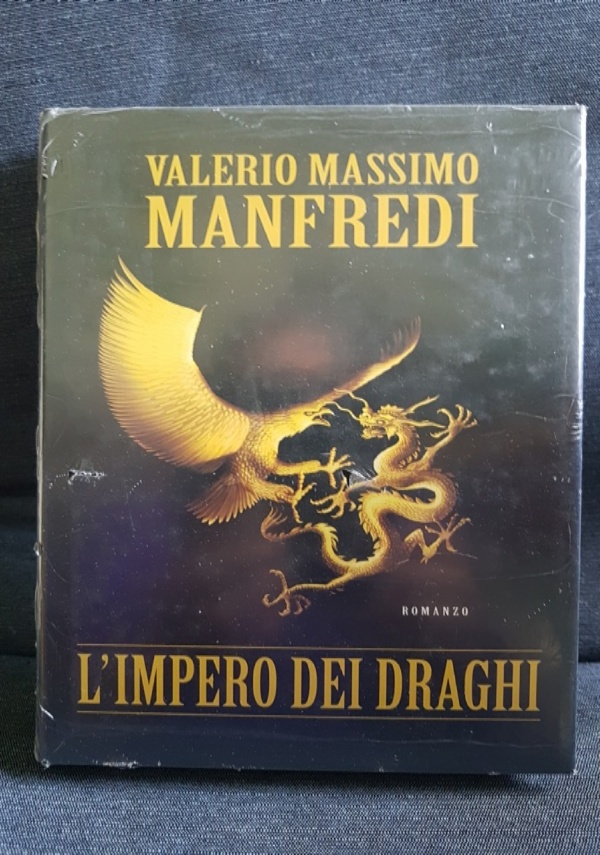 VALERIO MASSIMO
MANFREDI
ROMANZO
L'IMPERO DEI DRAGHI